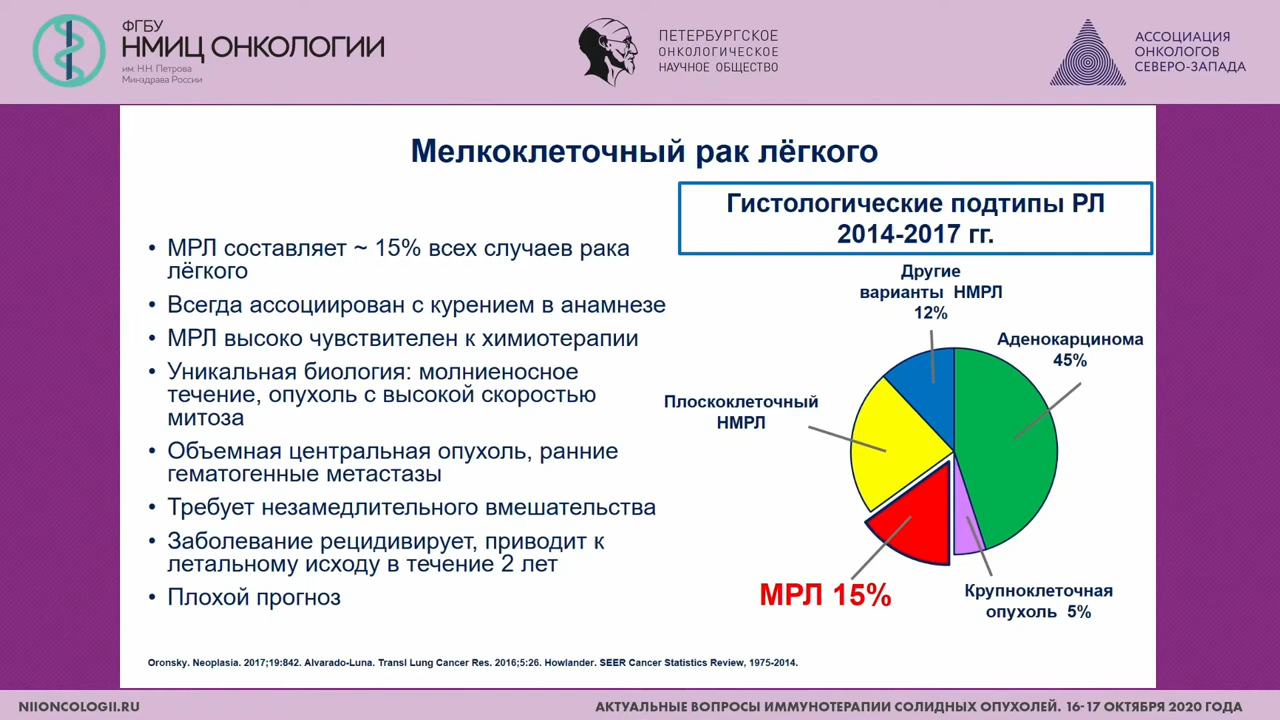 ФГБУ
НМИЦ ОНКОЛОГИИ
им. Н.Н. Петрова
Минздрава России
ПЕТЕРБУРГСКОЕ
ОНКОЛОГИЧЕСКОЕ
НАУЧНОЕ ОБЩЕСТВО
АССОЦИАЦИЯ
ОНКОЛОГОВ
СЕВЕРО-ЗАПАДА
Мелкоклеточный рак лёгкого
• МРЛ составляет ~ 15% всех случаев рака
лёгкого
• Всегда ассоциирован с курением в анамнезе
• МРЛ высоко чувствителен к химиотерапии
• Уникальная биология: молниеносное
течение, опухоль с высокой скоростью
митоза
• Объемная центральная опухоль, ранние
гематогенные метастазы
• Требует незамедлительного вмешательства
• Заболевание рецидивирует, приводит к
летальному исходу в течение 2 лет
• Плохой прогноз
Гистологические подтипы РЛ
2014-2017 гг.
Другие
варианты НМРЛ
12%
Аденокарцинома
45%
Плоскоклеточный
НМРЛ
МРЛ 15%
Крупноклеточная
опухоль 5%
Oronsky. Neoplasia. 2017;19:842. Alvarado-Luna. Transl Lung Cancer Res. 2016;5:26. Howlander. SEER Cancer Statistics Review, 1975-2014.
NIIONCOLOGII.RU
АКТУАЛЬНЫЕ ВОПРОСЫ ИММУНОТЕРАПИИ СОЛИДНЫХ ОПУХОЛЕЙ. 16-17 ОКТЯБРЯ 2020 ГОДА